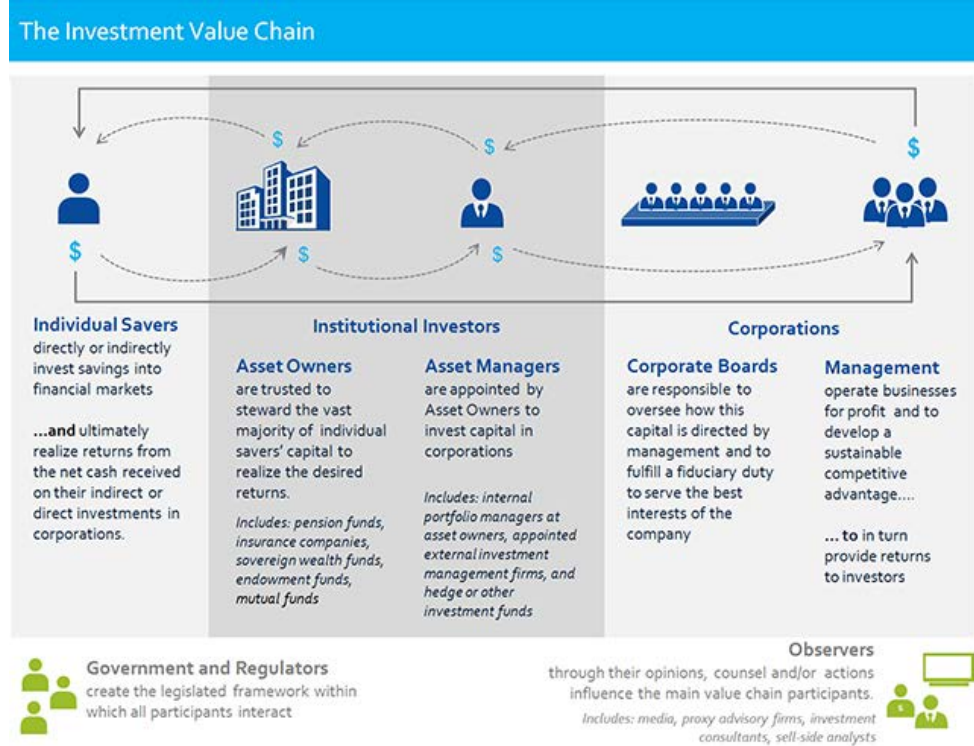 The Investment Value Chain
$
$
$
$
$
$
Individual Savers
directly or indirectly
invest savings into
financial markets
...and ultimately
realize returns from
the net cash received
on their indirect or
direct investments in
corporations.
Institutional Investors
Asset Owners
are trusted to
steward the vast
majority of individual
savers' capital to
realize the desired
returns.
Includes: pension funds,
insurance companies,
sovereign wealth funds,
endowment funds,
mutual funds
Asset Managers
are appointed by
Asset Owners to
invest capital in
corporations
Includes: internal
portfolio managers at
asset owners, appointed
external investment
management firms, and
hedge or other
investment funds
Corporations
Corporate Boards
are responsible to
oversee how this
capital is directed by
management and to
fulfill a fiduciary duty
to serve the best
interests of the
company
Management
operate businesses
for profit and to
develop a
sustainable
competitive
advantage....
... to in turn
provide returns
to investors
Government and Regulators
create the legislated framework within
which all participants interact
Observers
through their opinions, counsel and/or actions
influence the main value chain participants.
Includes: media, proxy advisory firms, investment
consultants, sell-side analysts
$